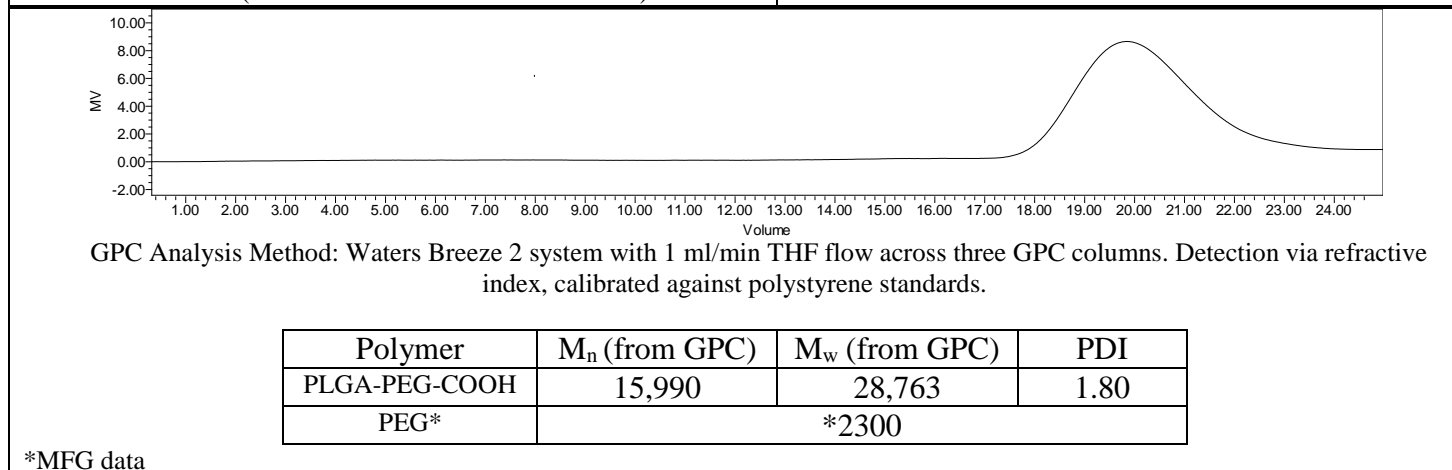 10.00
8.00
6.00
4.00
2.00
0.00
-2.00
MV
1.00 2.00 3.00 4.00 5.00 6.00 7.00 8.00 9.00 10.00 11.00 12.00 13.00 14.00 15.00 16.00 17.00 18.00 19.00 20.00 21.00 22.00 23.00 24.00
Volume
GPC Analysis Method: Waters Breeze 2 system with 1 ml/min THF flow across three GPC columns. Detection via refractive
index, calibrated against polystyrene standards.
Polymer Mn (from GPC) Mw (from GPC) PDI
PLGA-PEG-COOH 15,990 28,763 1.80
PEG* *2300
*MFG data